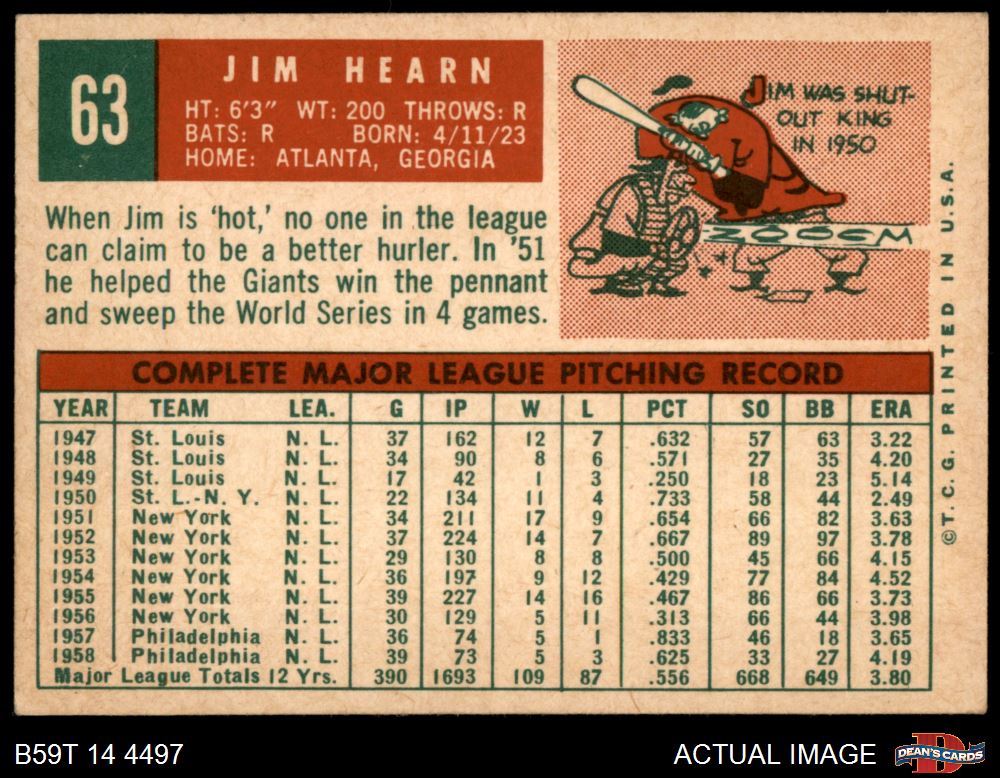 63
JIM HEARN
HT: 6'3" WT: 200 THROWS: R
BATS: R BORN: 4/11/23
HOME: ATLANTA, GEORGIA
JIM WAS SHUT-
OUT KING
IN 1950
ZOOOM
When Jim is 'hot,' no one in the league
can claim to be a better hurler. In '51
he helped the Giants win the pennant
and sweep the World Series in 4 games.
COMPLETE MAJOR LEAGUE PITCHING RECORD
YEAR TEAM LEA. G IP W L PCT SO BB ERA
1947 St. Louis N. L. 37 162 12 7 .632 57 63 3.22
1948 St. Louis N. L. 34 90 8 6 .571 27 35 4.20
1949 St. Louis N. L. 17 42 1 3 .250 18 23 5.14
1950 St. L.-N. Y. N. L. 22 134 11 4 .733 58 44 2.49
1951 New York N. L. 34 211 17 9 .654 66 82 3.63
1952 New York N. L. 37 224 14 7 .667 89 97 3.78
1953 New York N. L. 29 130 8 8 .500 45 66 4.15
1954 New York N. L. 36 197 9 12 .429 77 84 4.52
1955 New York N. L. 39 227 14 16 .467 86 66 3.73
1956 New York N. L. 30 129 5 11 .313 66 44 3.98
1957 Philadelphia N. L. 36 74 5 1 .833 46 18 3.65
1958 Philadelphia N. L. 39 73 5 3 .625 33 27 4.19
Major League Totals 12 Yrs. 390 1693 109 87 .556 668 649 3.80
©T. C. G. PRINTED IN U.S.A.
B59T 14 4497
ACTUAL IMAGE
DEAN'S CARDS